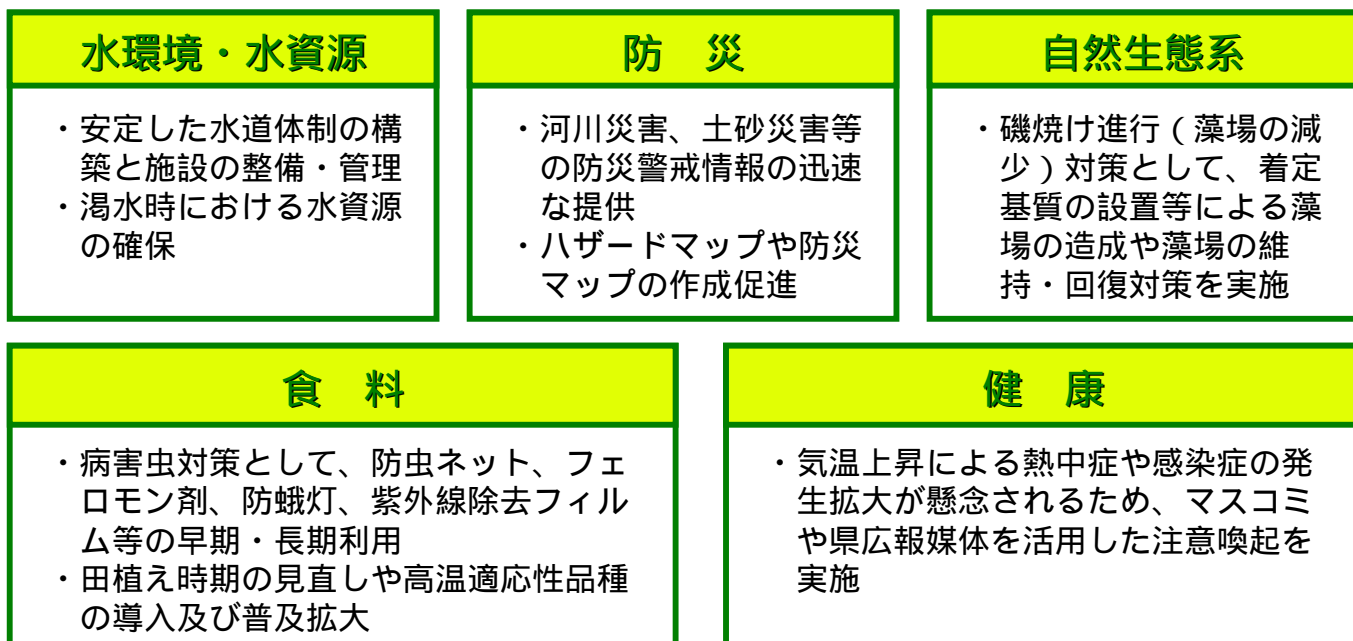 水環境・水資源
・安定した水道体制の構
築と施設の整備・管理
・渇水時における水資源
の確保
防　災
・河川災害、土砂災害等
の防災警戒情報の迅速
な提供
・ハザードマップや防災
マップの作成促進
自然生態系
・磯焼け進行（藻場の減
少）対策として、着定
基質の設置等による藻
場の造成や藻場の維
持・回復対策を実施
食　料
・病害虫対策として、防虫ネット、フェ
ロモン剤、防蛾灯、紫外線除去フィル
ム等の早期・長期利用
・田植え時期の見直しや高温適応性品種
の導入及び普及拡大
健　康
・気温上昇による熱中症や感染症の発
生拡大が懸念されるため、マスコミ
や県広報媒体を活用した注意喚起を
実施